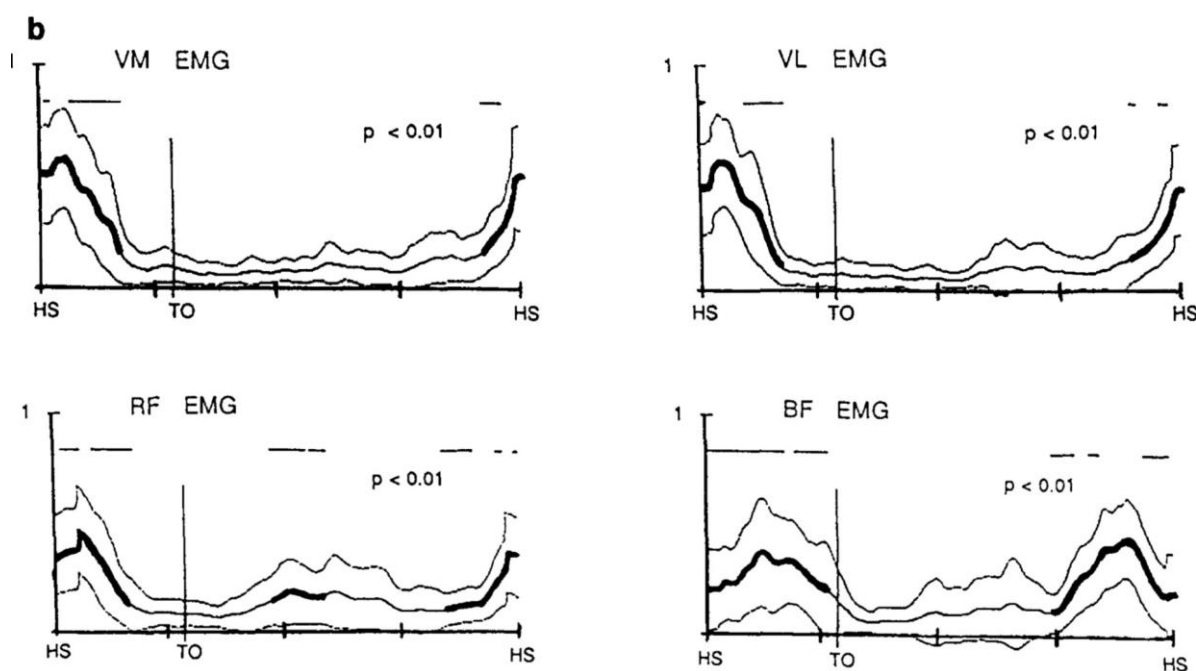 b
1
VM EMG
p < 0.01
HS TO HS
1
VL EMG
p < 0.01
HS TO HS
1
RF EMG
p < 0.01
HS TO HS
1
BF EMG
p < 0.01
HS TO HS